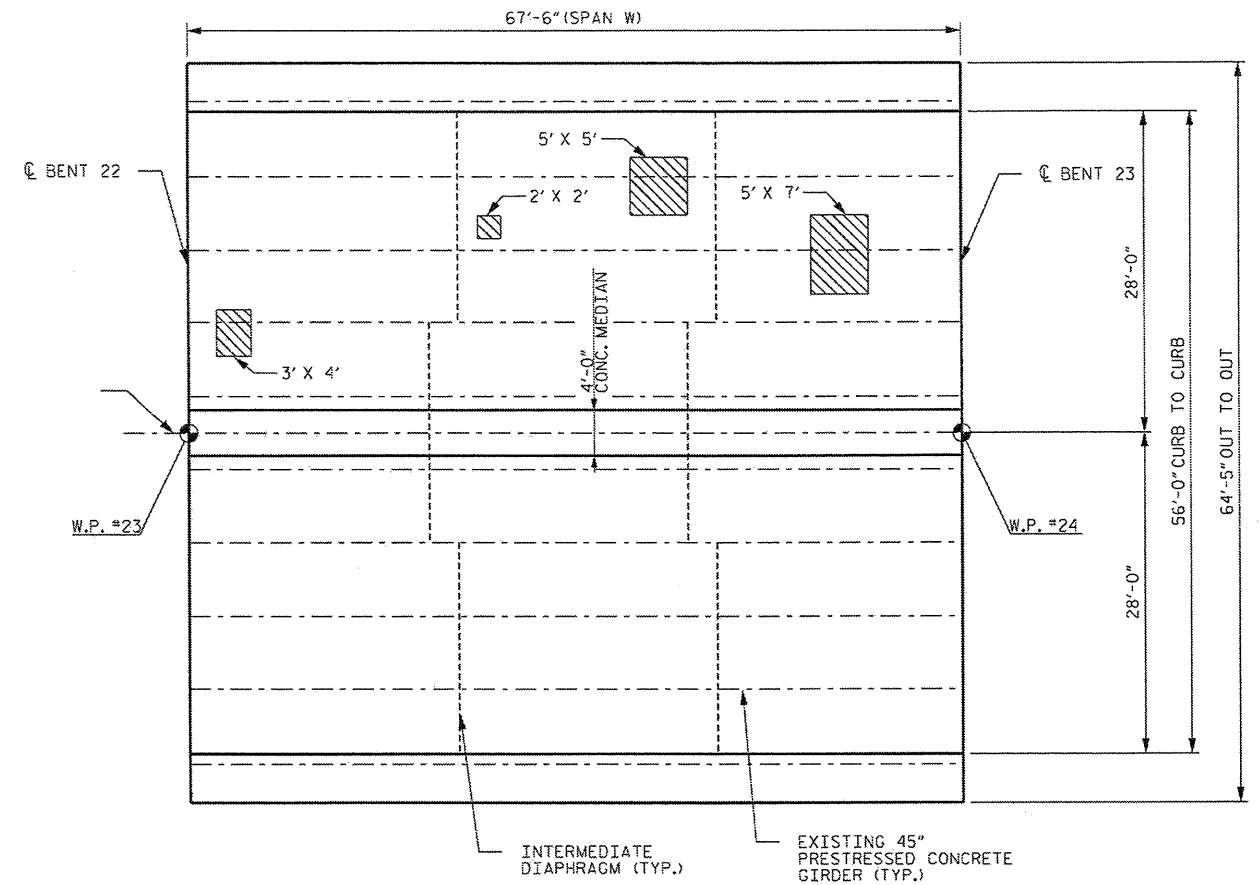 67'-6" (SPAN W)
5' X 5'
℄ BENT 22
℄ BENT 23
2' X 2'
5' X 7'
28'-0"
4'-0"
CONC. MEDIAN
3' X 4'
56'-0" CURB TO CURB
64'-5" OUT TO OUT
W.P. #23
W.P. #24
28'-0"
INTERMEDIATE
DIAPHRAGM (TYP.)
EXISTING 45"
PRESTRESSED CONCRETE
GIRDER (TYP.)